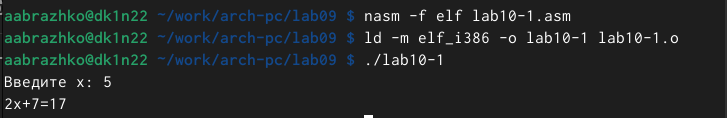 aabrazhko@dk1n22 ~/work/arch-pc/lab09 $ nasm -f elf lab10-1.asm
aabrazhko@dk1n22 ~/work/arch-pc/lab09 $ ld -m elf_i386 -o lab10-1 lab10-1.o
aabrazhko@dk1n22 ~/work/arch-pc/lab09 $ ./lab10-1
Введите x: 5
2x+7=17